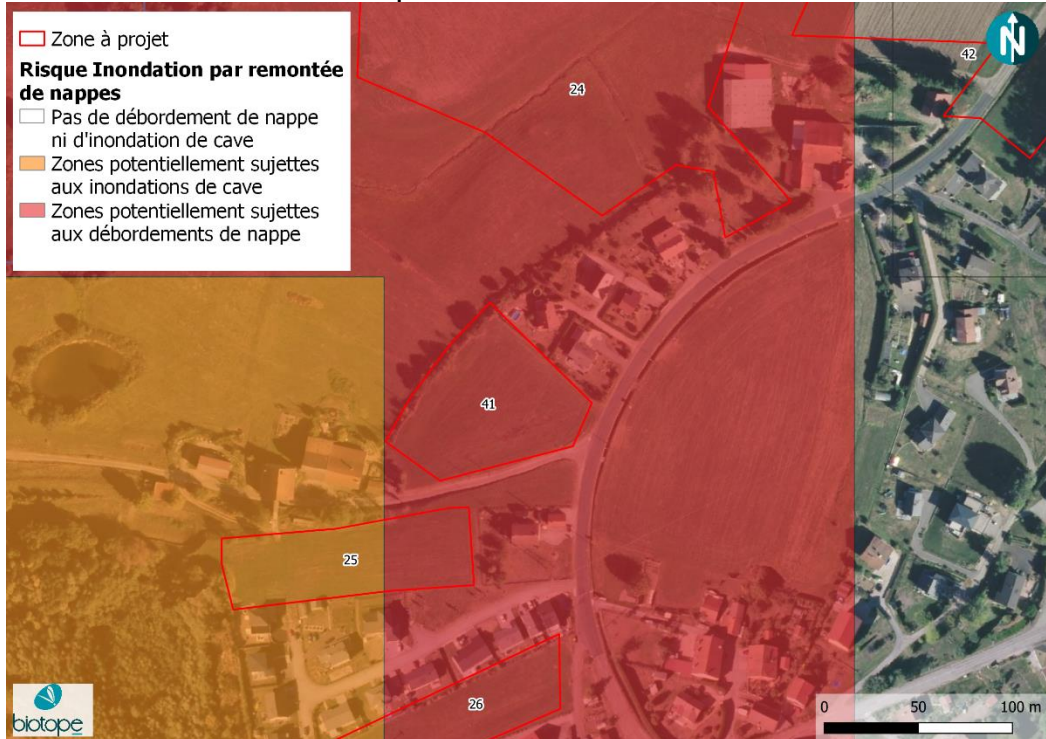 Zone à projet
Risque Inondation par remontée
de nappes
Pas de débordement de nappe
ni d'inondation de cave
Zones potentiellement sujettes
aux inondations de cave
Zones potentiellement sujettes
aux débordements de nappe
N
42
24
41
25
26
biotope
0 50 100 m